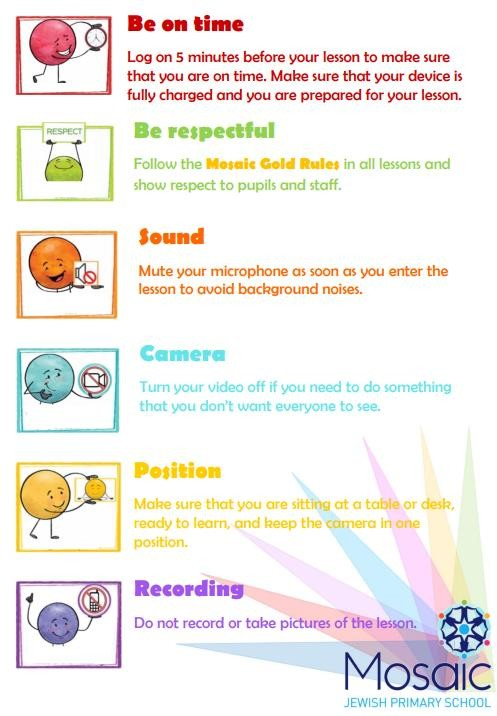 Be on time
Log on 5 minutes before your lesson to make sure
that you are on time. Make sure that your device is
fully charged and you are prepared for your lesson.
RESPECT
Be respectful
Follow the Mosaic Gold Rules in all lessons and
show respect to pupils and staff.
Sound
Mute your microphone as soon as you enter the
lesson to avoid background noises.
Camera
Turn your video off if you need to do something
that you don't want everyone to see.
Position
Make sure that you are sitting at a table or desk,
ready to learn, and keep the camera in one
position.
Recording
Do not record or take pictures of the lesson.
Mosaic
JEWISH PRIMARY SCHOOL